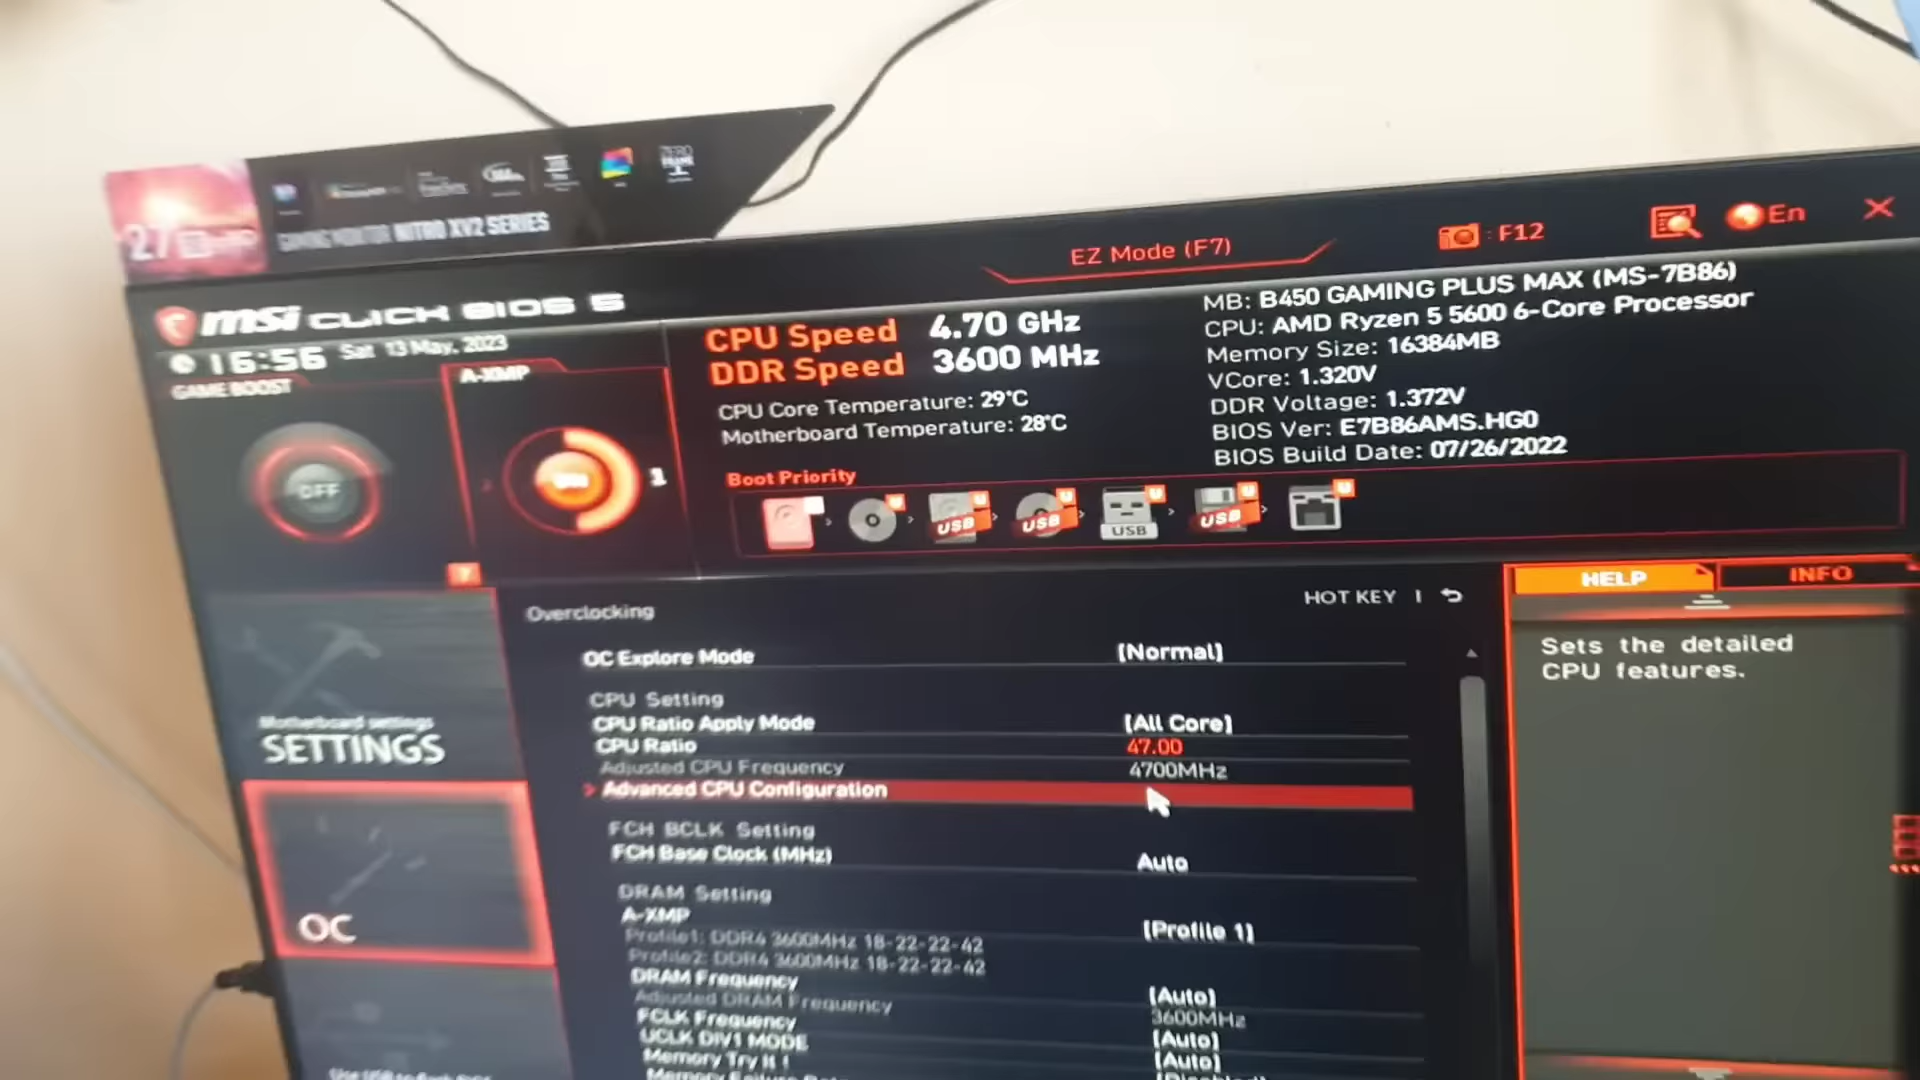 ZERO
FRAME
GAMING MONITOR NITRO XV2 SERIES
27
EZ Mode (F7)
: F12
En
msi CLICK BIOS 5
16:56 Sat 13 May, 2023
CPU Speed 4.70 GHz
DDR Speed 3600 MHz
CPU Core Temperature: 29°C
Motherboard Temperature: 28°C
MB: B450 GAMING PLUS MAX (MS-7B86)
CPU: AMD Ryzen 5 5600 6-Core Processor
Memory Size: 16384MB
VCore: 1.320V
DDR Voltage: 1.372V
BIOS Ver: E7B86AMS.HG0
BIOS Build Date: 07/26/2022
GAME BOOST
OFF
A-XMP
1
Boot Priority
U
U USB
U USB
U USB
U USB
U
Motherboard settings
SETTINGS
OC
Overclocking
HOT KEY |
OC Explore Mode [Normal]
CPU Setting
CPU Ratio Apply Mode [All Core]
CPU Ratio 47.00
Adjusted CPU Frequency 4700MHz
> Advanced CPU Configuration
FCH BCLK Setting
FCH Base Clock (MHz) Auto
DRAM Setting
A-XMP [Profile 1]
Profile1: DDR4 3600MHz 18-22-22-42
Profile2: DDR4 3600MHz 18-22-22-42
DRAM Frequency [Auto]
Adjusted DRAM Frequency 3600MHz
FCLK Frequency [Auto]
UCLK DIV1 MODE [Auto]
Memory Try It !
HELP
INFO
Sets the detailed
CPU features.